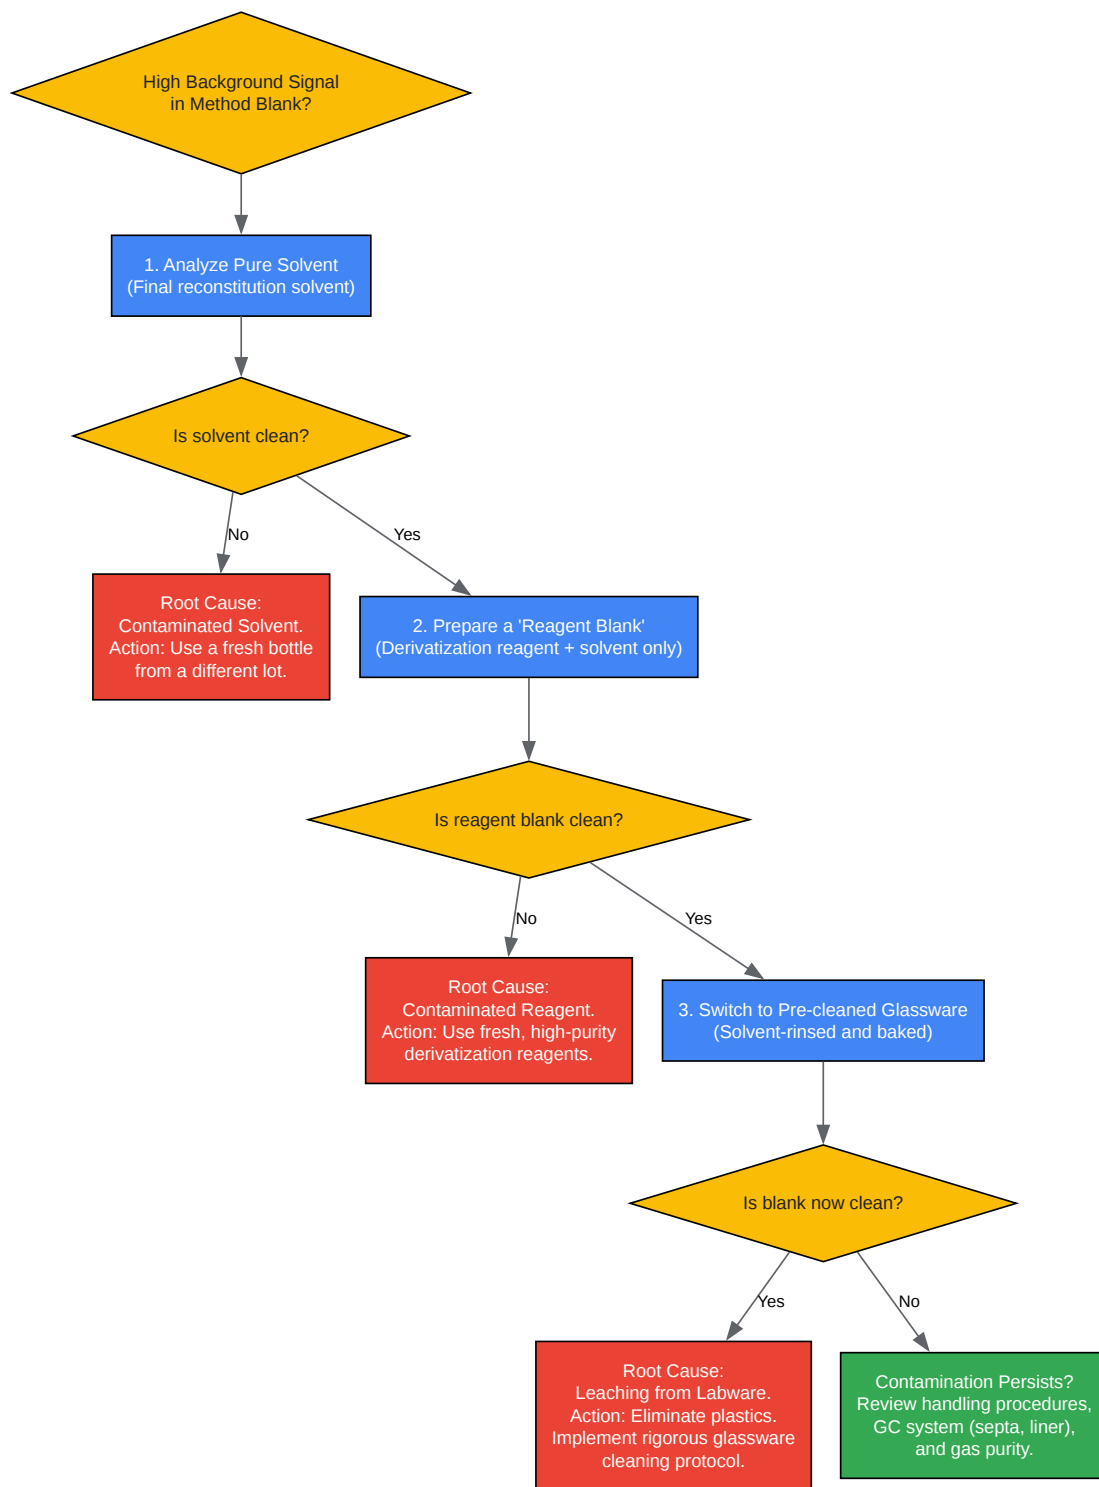 High Background Signal
in Method Blank?
1. Analyze Pure Solvent
(Final reconstitution solvent)
Is solvent clean?
No
Yes
Root Cause:
Contaminated Solvent.
Action: Use a fresh bottle
from a different lot.
2. Prepare a 'Reagent Blank'
(Derivatization reagent + solvent only)
Is reagent blank clean?
No
Yes
Root Cause:
Contaminated Reagent.
Action: Use fresh, high-purity
derivatization reagents.
3. Switch to Pre-cleaned Glassware
(Solvent-rinsed and baked)
Is blank now clean?
Yes
No
Root Cause:
Leaching from Labware.
Action: Eliminate plastics.
Implement rigorous glassware
cleaning protocol.
Contamination Persists?
Review handling procedures,
GC system (septa, liner),
and gas purity.